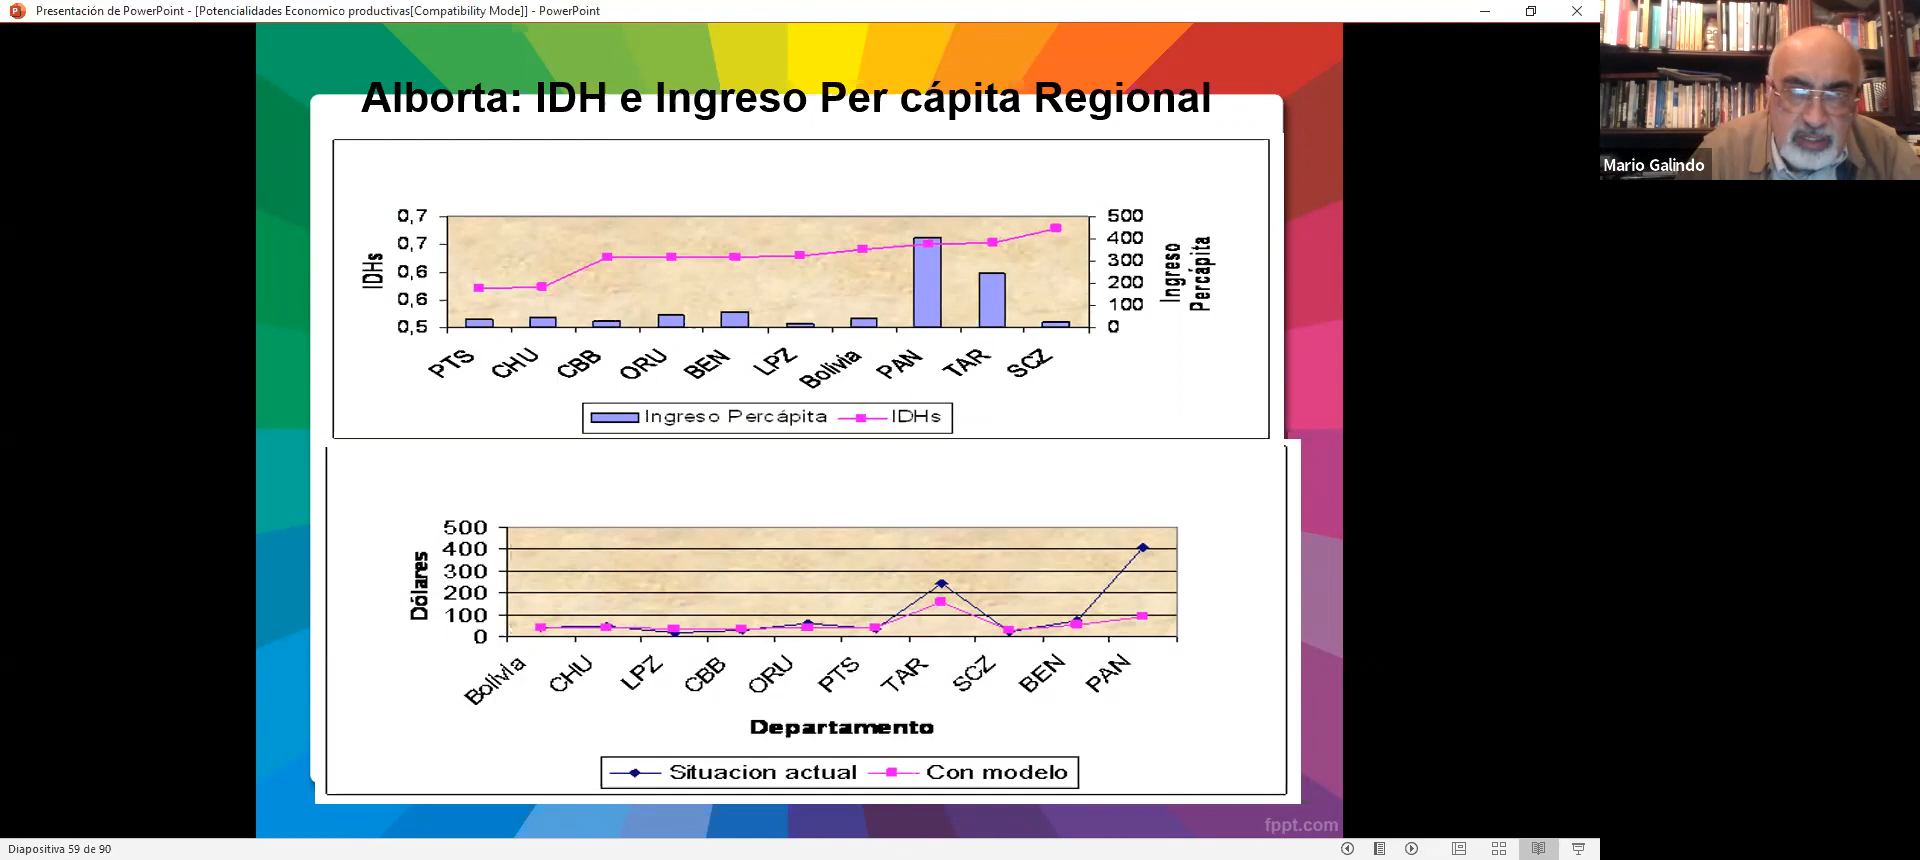 Presentación de PowerPoint - [Potencialidades Economico productivas[Compatibility Mode]] - PowerPoint
Mario Galindo
Alborta: IDH e Ingreso Per cápita Regional
0,7
0,7
0,6
0,6
0,5
IDHs
500
400
300
200
100
0
Ingreso
Percápita
PTS
CHU
CBB
ORU
BEN
LPZ
Bolivia
PAN
TAR
SCZ
Ingreso Percápita
IDHs
500
400
300
200
100
0
Dólares
Bolivia
CHU
LPZ
CBB
ORU
PTS
TAR
SCZ
BEN
PAN
Departamento
Situacion actual
Con modelo
fppt.com
Diapositiva 59 de 90